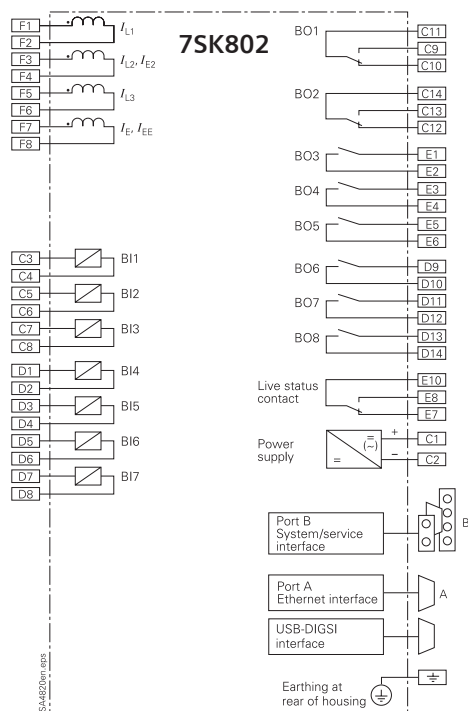 7SK802
F1
I_L1
F2
F3
I_L2, I_E2
F4
F5
I_L3
F6
F7
I_E, I_EE
F8
C3
BI1
C4
C5
BI2
C6
C7
BI3
C8
D1
BI4
D2
D3
BI5
D4
D5
BI6
D6
D7
BI7
D8
BO1
C11
C9
C10
BO2
C14
C13
C12
BO3
E1
E2
BO4
E3
E4
BO5
E5
E6
BO6
D9
D10
BO7
D11
D12
BO8
D13
D14
Live status
contact
E10
E8
E7
Power
supply
=
(~)
=
+
C1
−
C2
Port B
System/service
interface
B
Port A
Ethernet interface
A
USB-DIGSI
interface
Earthing at
rear of housing
SA4820en.eps